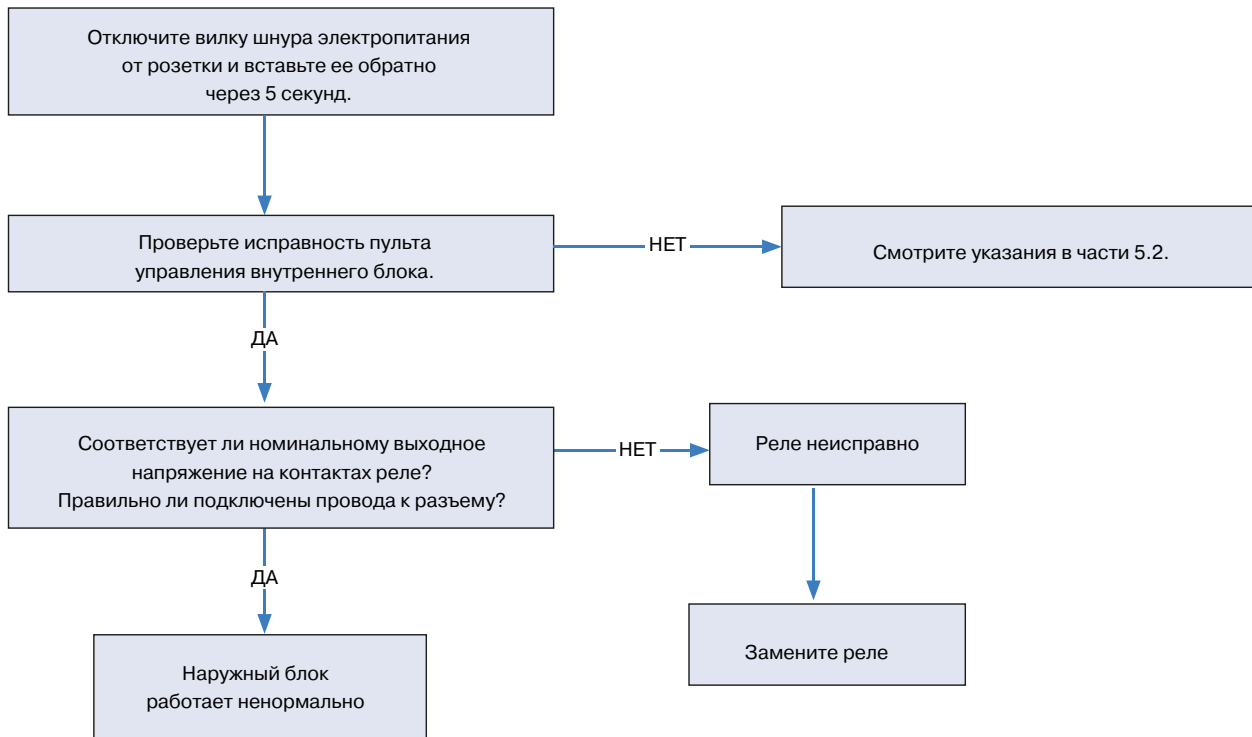 Отключите вилку шнура электропитания
от розетки и вставьте ее обратно
через 5 секунд.
Проверьте исправность пульта
управления внутреннего блока.
НЕТ
Смотрите указания в части 5.2.
ДА
Соответствует ли номинальному выходное
напряжение на контактах реле?
Правильно ли подключены провода к разъему?
НЕТ
Реле неисправно
ДА
Замените реле
Наружный блок
работает ненормально